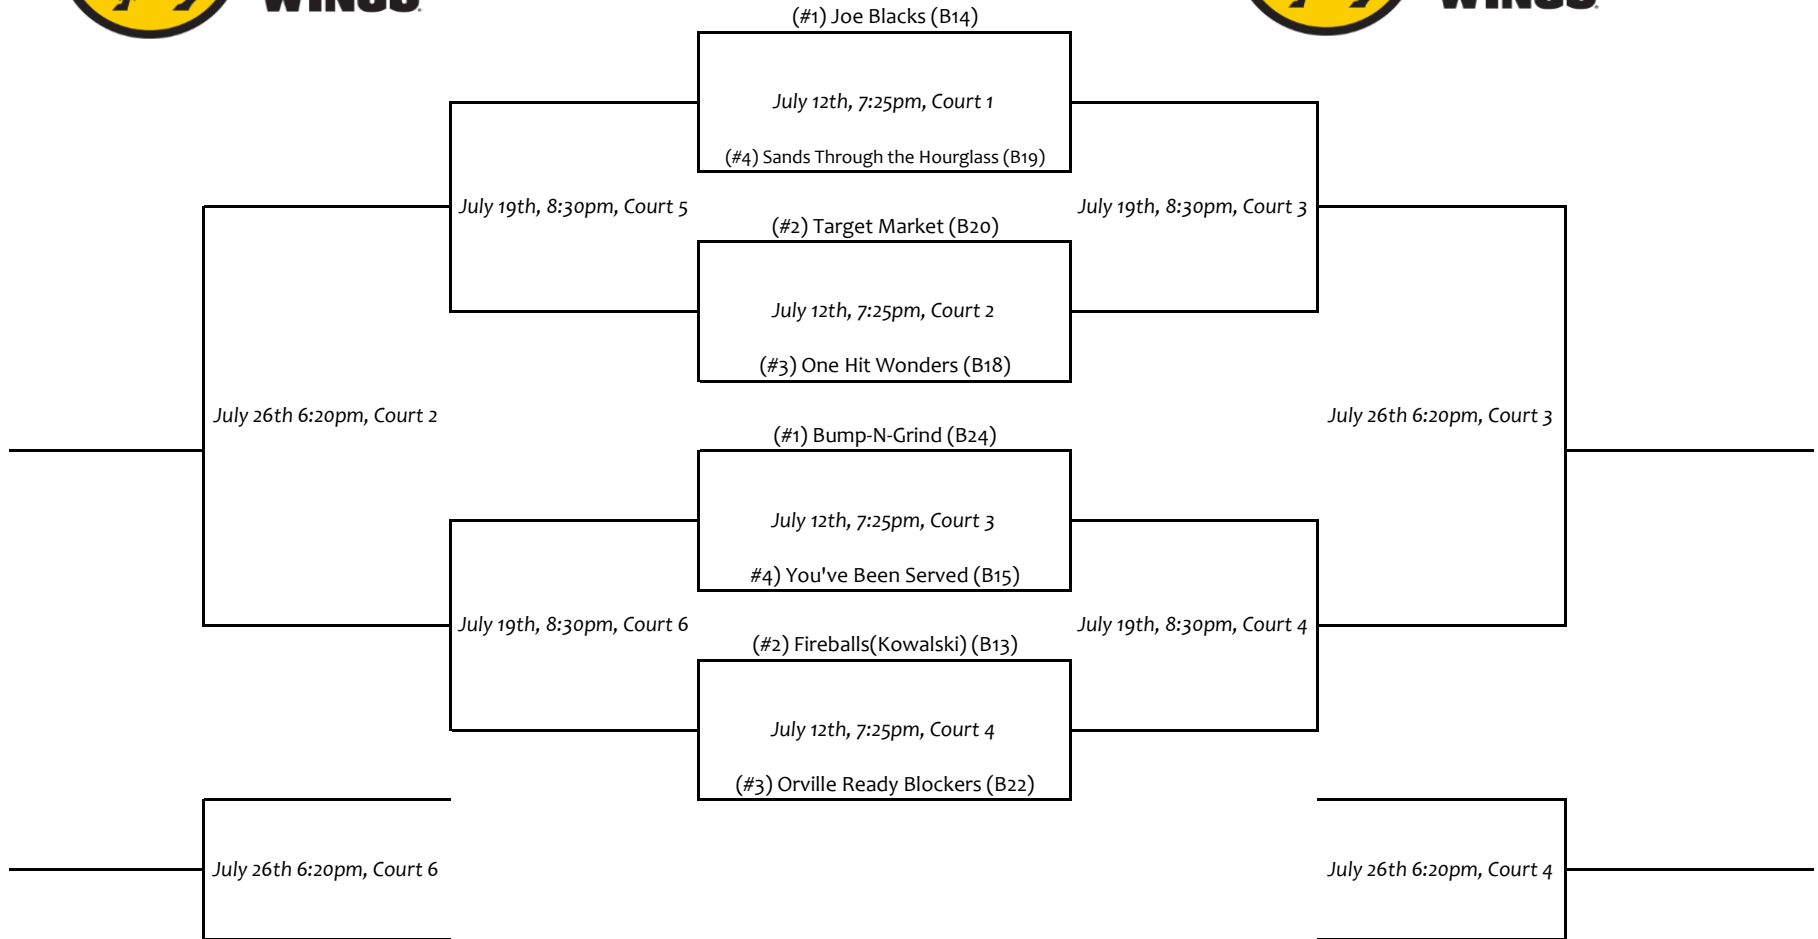 WINGS
WINGS
(#1) Joe Blacks (B14)
July 12th, 7:25pm, Court 1
(#4) Sands Through the Hourglass (B19)
July 19th, 8:30pm, Court 5
July 19th, 8:30pm, Court 3
(#2) Target Market (B20)
July 12th, 7:25pm, Court 2
(#3) One Hit Wonders (B18)
July 26th 6:20pm, Court 2
July 26th 6:20pm, Court 3
(#1) Bump-N-Grind (B24)
July 12th, 7:25pm, Court 3
#4) You've Been Served (B15)
July 19th, 8:30pm, Court 6
July 19th, 8:30pm, Court 4
(#2) Fireballs(Kowalski) (B13)
July 12th, 7:25pm, Court 4
(#3) Orville Ready Blockers (B22)
July 26th 6:20pm, Court 6
July 26th 6:20pm, Court 4